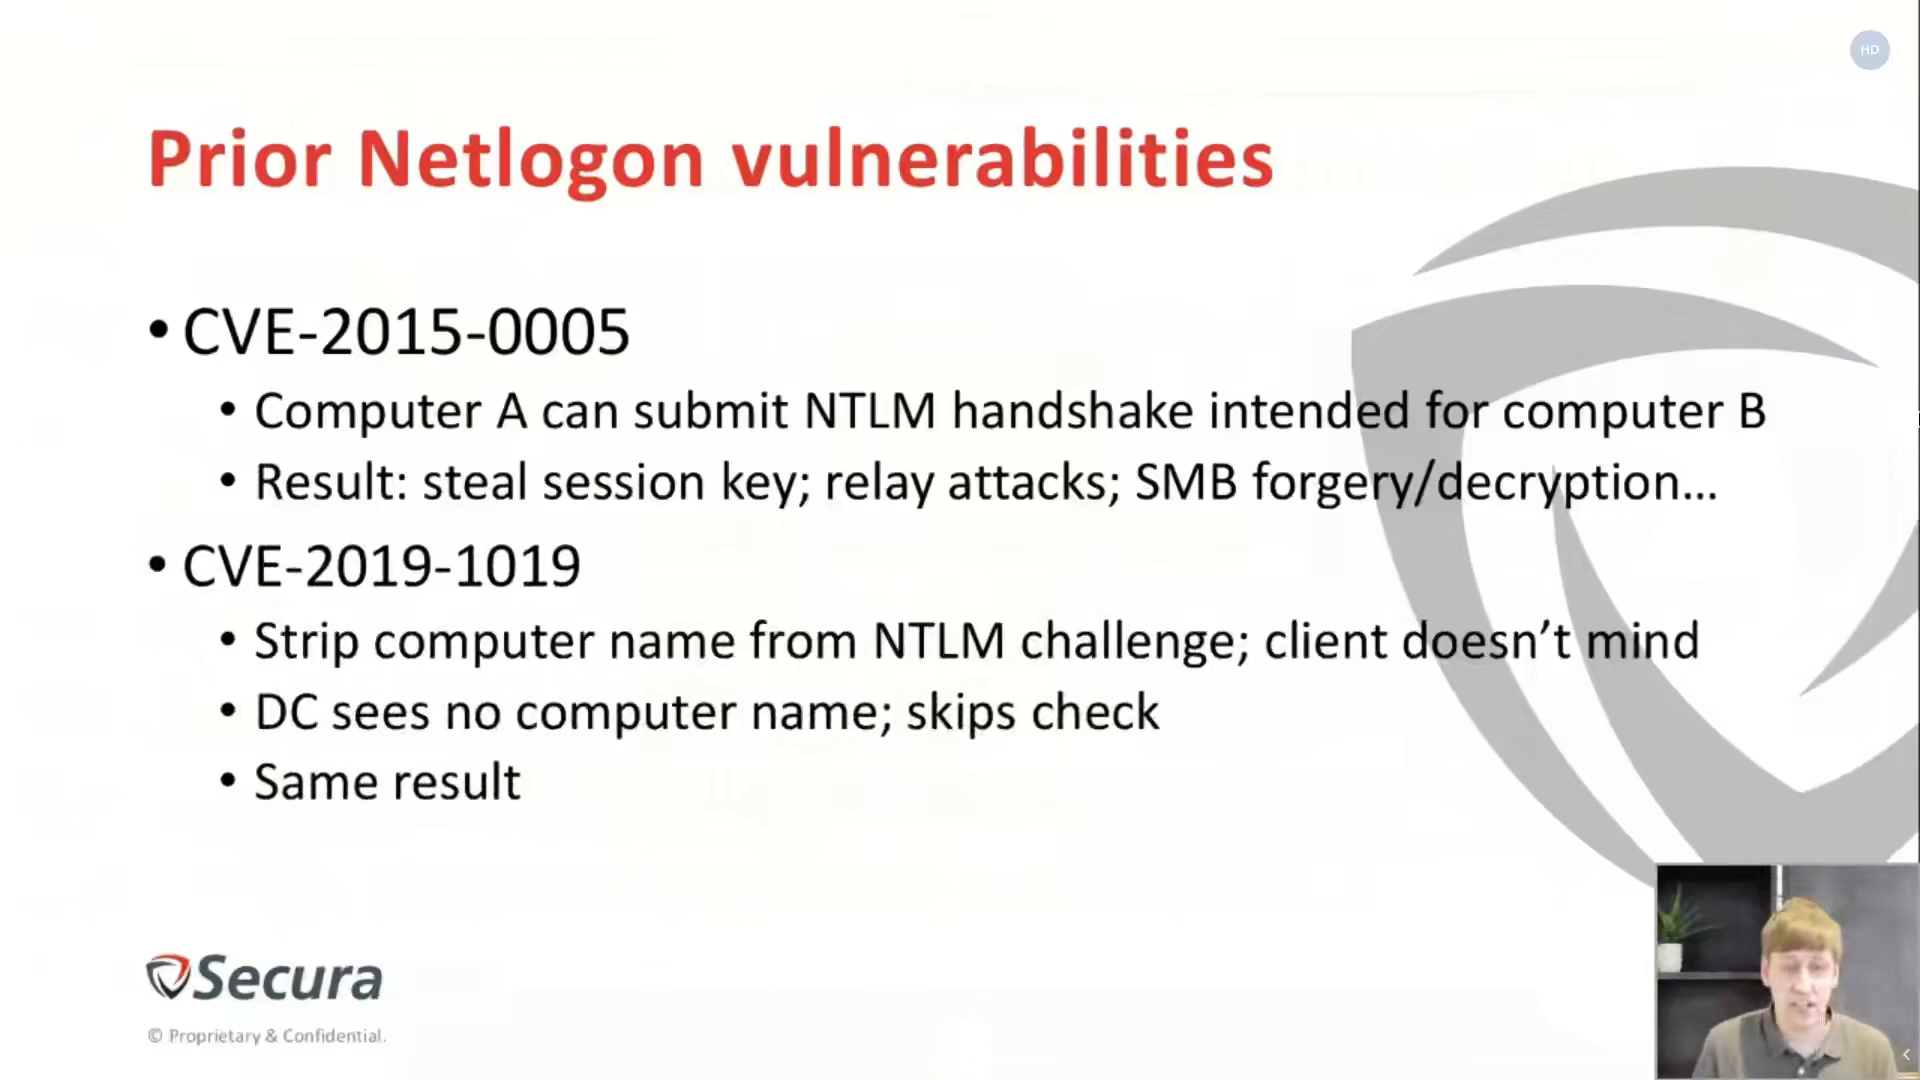 HD
Prior Netlogon vulnerabilities
• CVE-2015-0005
• Computer A can submit NTLM handshake intended for computer B
• Result: steal session key; relay attacks; SMB forgery/decryption...
• CVE-2019-1019
• Strip computer name from NTLM challenge; client doesn’t mind
• DC sees no computer name; skips check
• Same result
Secura
© Proprietary & Confidential.